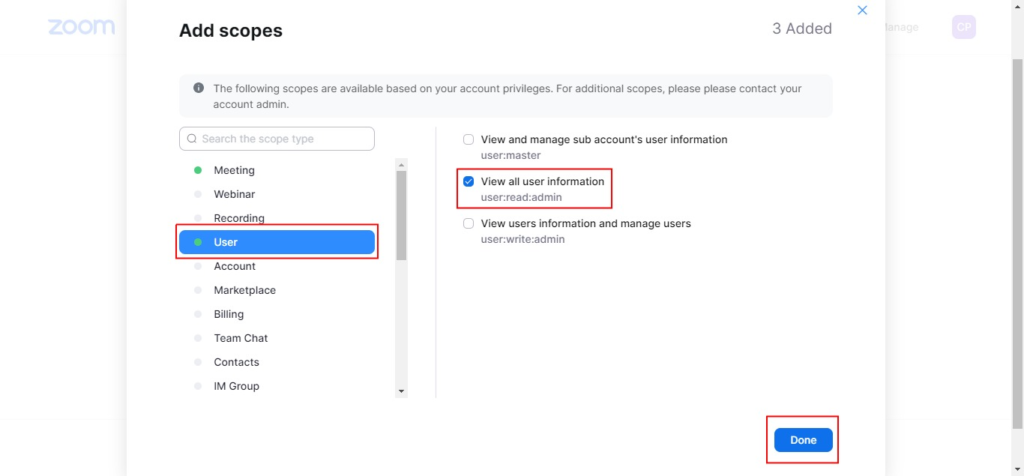 zoom
Add scopes
3 Added
Manage
CP
The following scopes are available based on your account privileges. For additional scopes, please please contact your
account admin.
Search the scope type
Meeting
Webinar
Recording
User
Account
Marketplace
Billing
Team Chat
Contacts
IM Group
View and manage sub account's user information
user:master
View all user information
user:read:admin
View users information and manage users
user:write:admin
Done